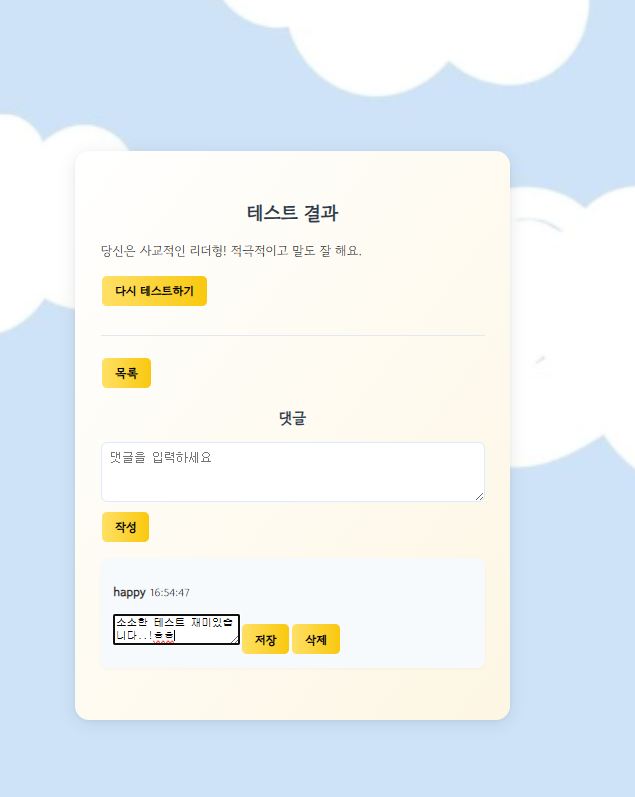 테스트 결과
당신은 사교적인 리더형! 적극적이고 말도 잘 해요.
다시 테스트하기
목록
댓글
댓글을 입력하세요
작성
happy 16:54:47
소소한 테스트 재미있습
니다..!ㅎㅎ
저장 삭제